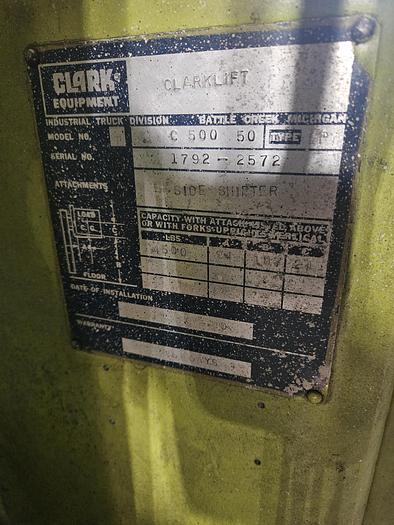 CLARK
EQUIPMENT
CLARKLIFT
INDUSTRIAL TRUCK DIVISION BATTLE CREEK, MICHIGAN
MODEL NO. C 500 50 TYPE
SERIAL NO. 1792-2572
ATTACHMENTS SIDE SHIFTER
CAPACITY WITH ATTACHMENTS LISTED ABOVE
OR WITH FORKS UPRIGHTS VERTICAL
LOAD
C.G.
LBS
FLOOR
DATE OF INSTALLATION
WARRANTY